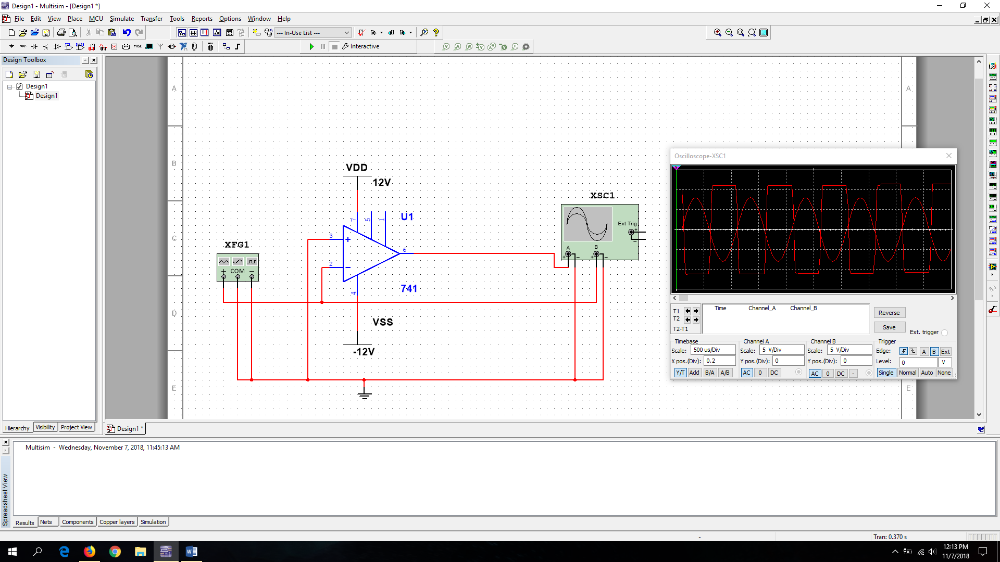 Design1 - Multisim - [Design1 *]
File Edit View Place MCU Simulate Transfer Tools Reports Options Window Help
--- In-Use List ---
Interactive
Design Toolbox
Design1
Design1
Hierarchy Visibility Project View
A
B
C
D
E
A
E
VDD
12V
U1
7 5 1
3
2
6
4
741
VSS
-12V
XFG1
+ COM -
XSC1
Ext Trig
+
-
A B
+ - + -
Oscilloscope-XSC1
T1
T2
T2-T1
Time Channel_A Channel_B
Reverse
Save
Ext. trigger
Timebase
Scale: 500 us/Div
X pos.(Div): 0.2
Y/T Add B/A A/B
Channel A
Scale: 5 V/Div
Y pos.(Div): 0
AC 0 DC
Channel B
Scale: 5 V/Div
Y pos.(Div): 0
AC 0 DC -
Trigger
Edge: A B Ext
Level: 0 V
Single Normal Auto None
Design1 *
Multisim - Wednesday, November 7, 2018, 11:45:13 AM
Spreadsheet View
Results Nets Components Copper layers Simulation
-
Tran: 0.370 s
12:13 PM
11/7/2018